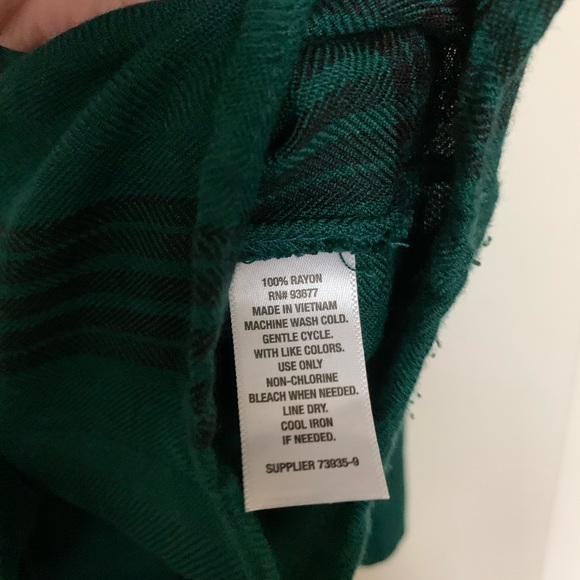 100% RAYON
RN# 93677
MADE IN VIETNAM
MACHINE WASH COLD.
GENTLE CYCLE.
WITH LIKE COLORS.
USE ONLY
NON-CHLORINE
BLEACH WHEN NEEDED.
LINE DRY.
COOL IRON
IF NEEDED.
SUPPLIER 73935-9